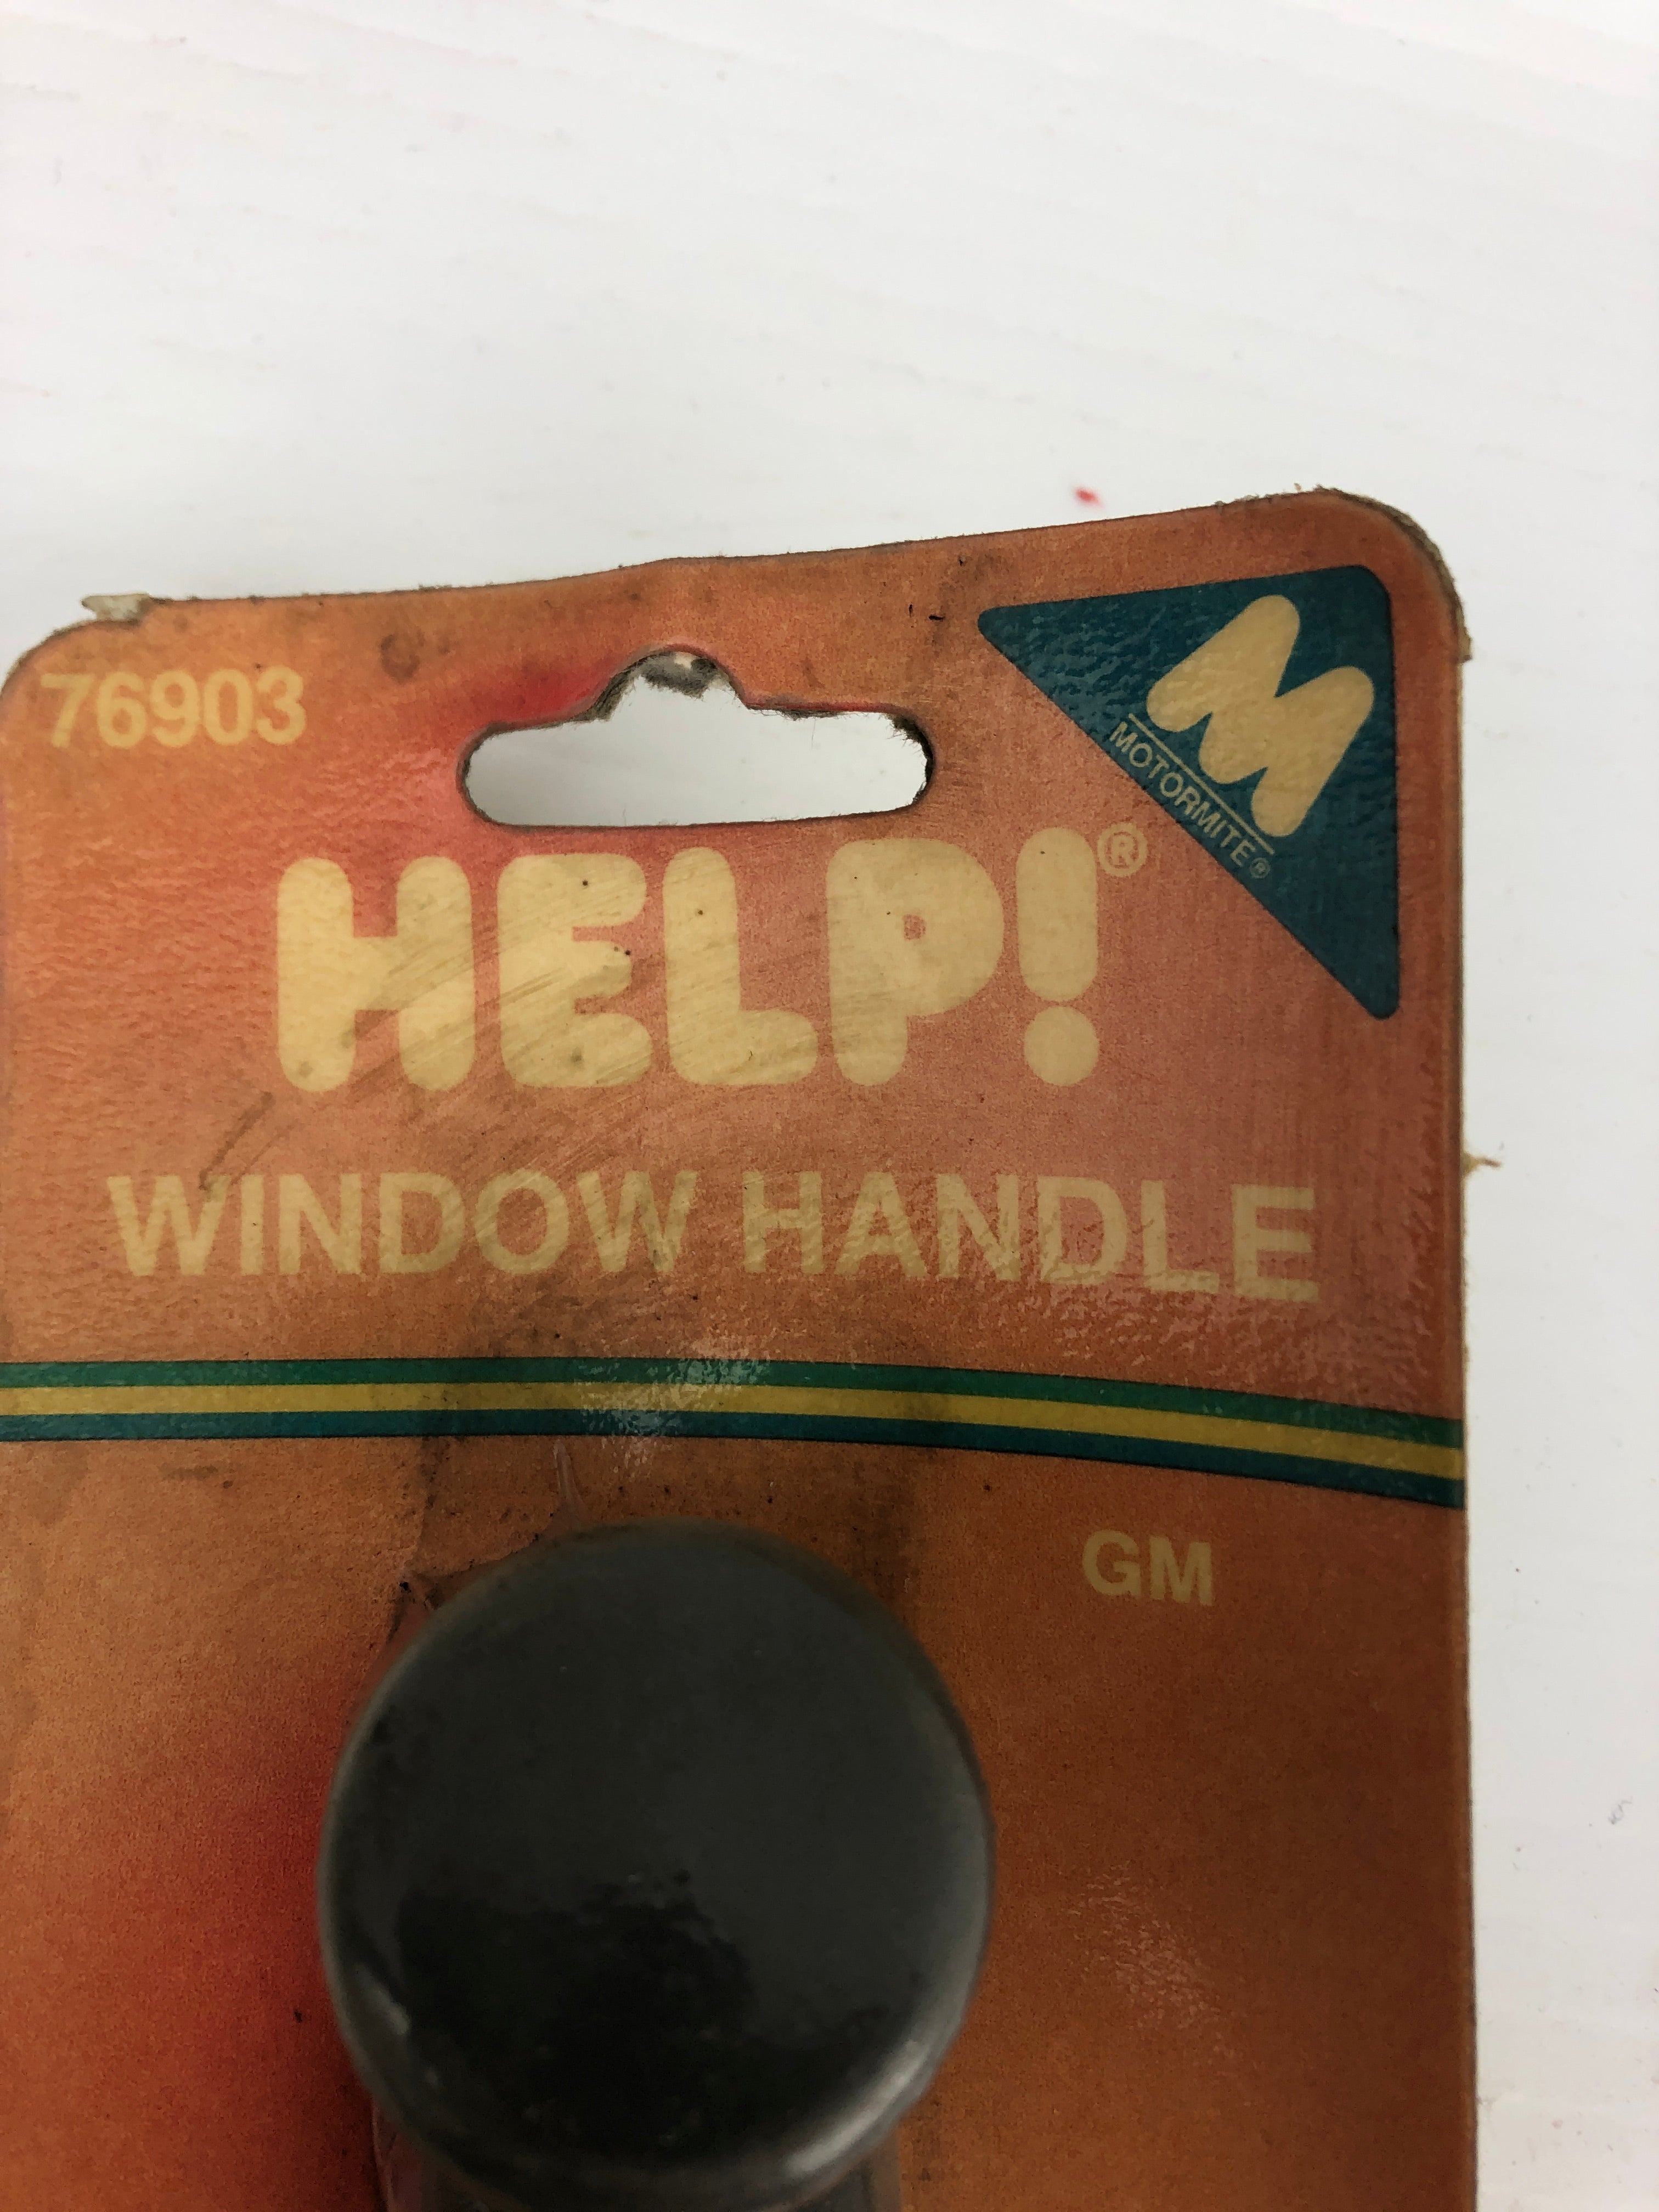 76903
M
MOTORMITE®
HELP!®
WINDOW HANDLE
GM